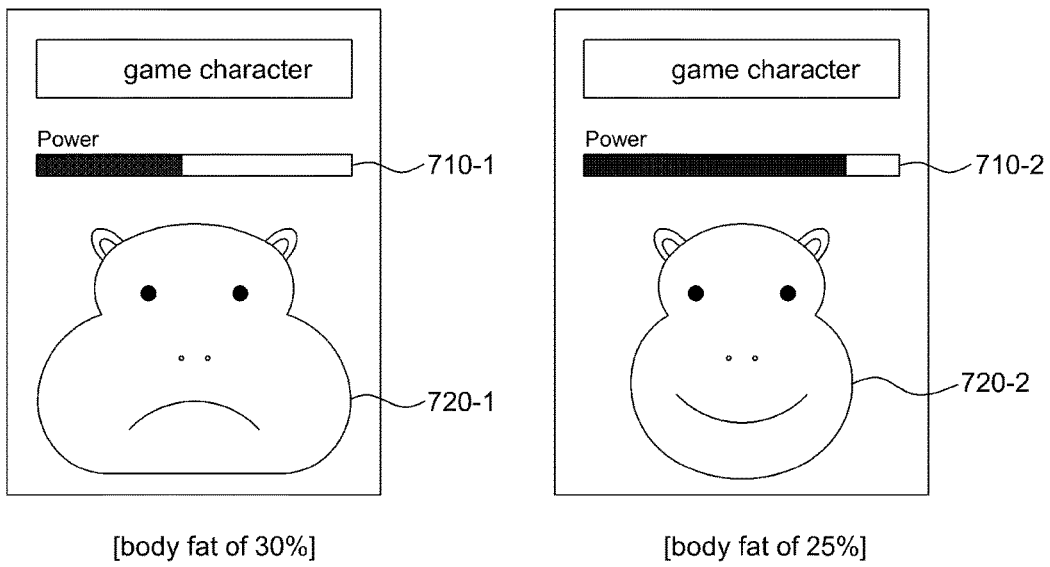 game character
Power
710-1
720-1
[body fat of 30%]
game character
Power
710-2
720-2
[body fat of 25%]